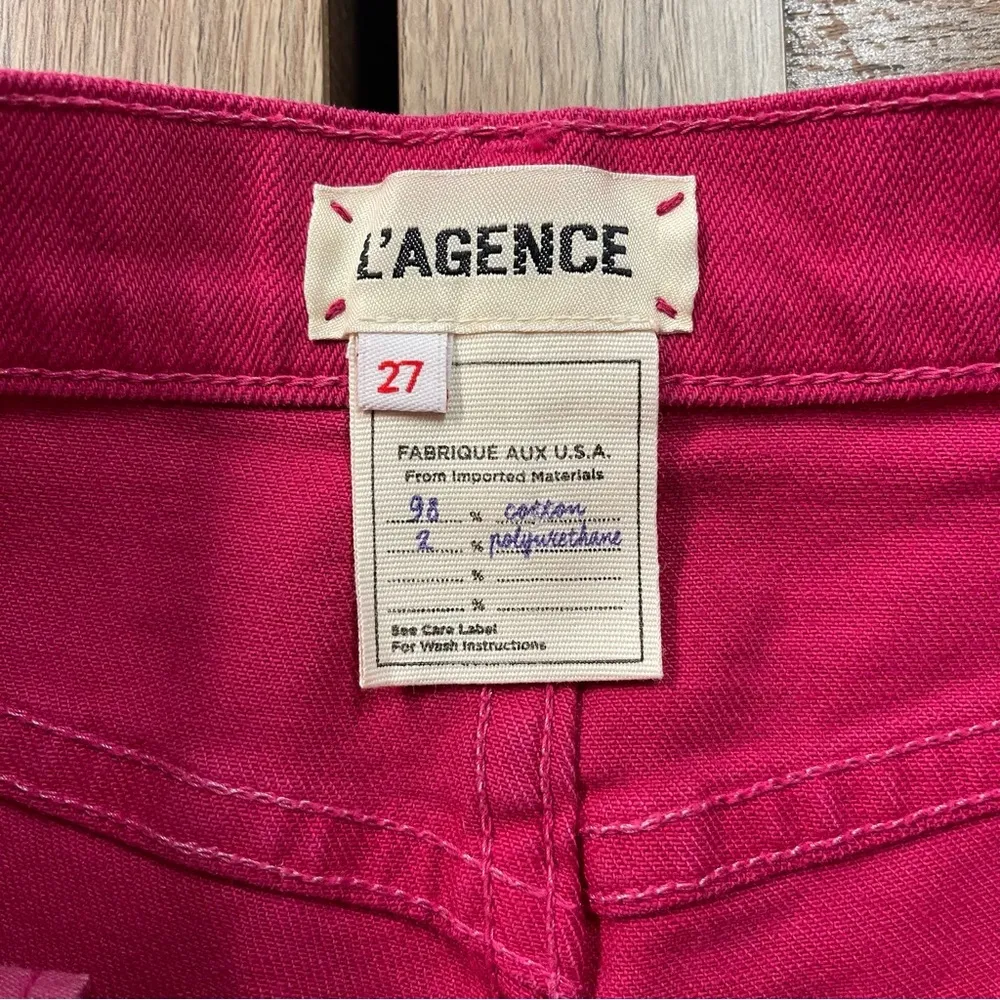 L'AGENCE
27
FABRIQUE AUX U.S.A.
From Imported Materials
98 % cotton
2 % polyurethane
%
%
See Care Label
For Wash Instructions